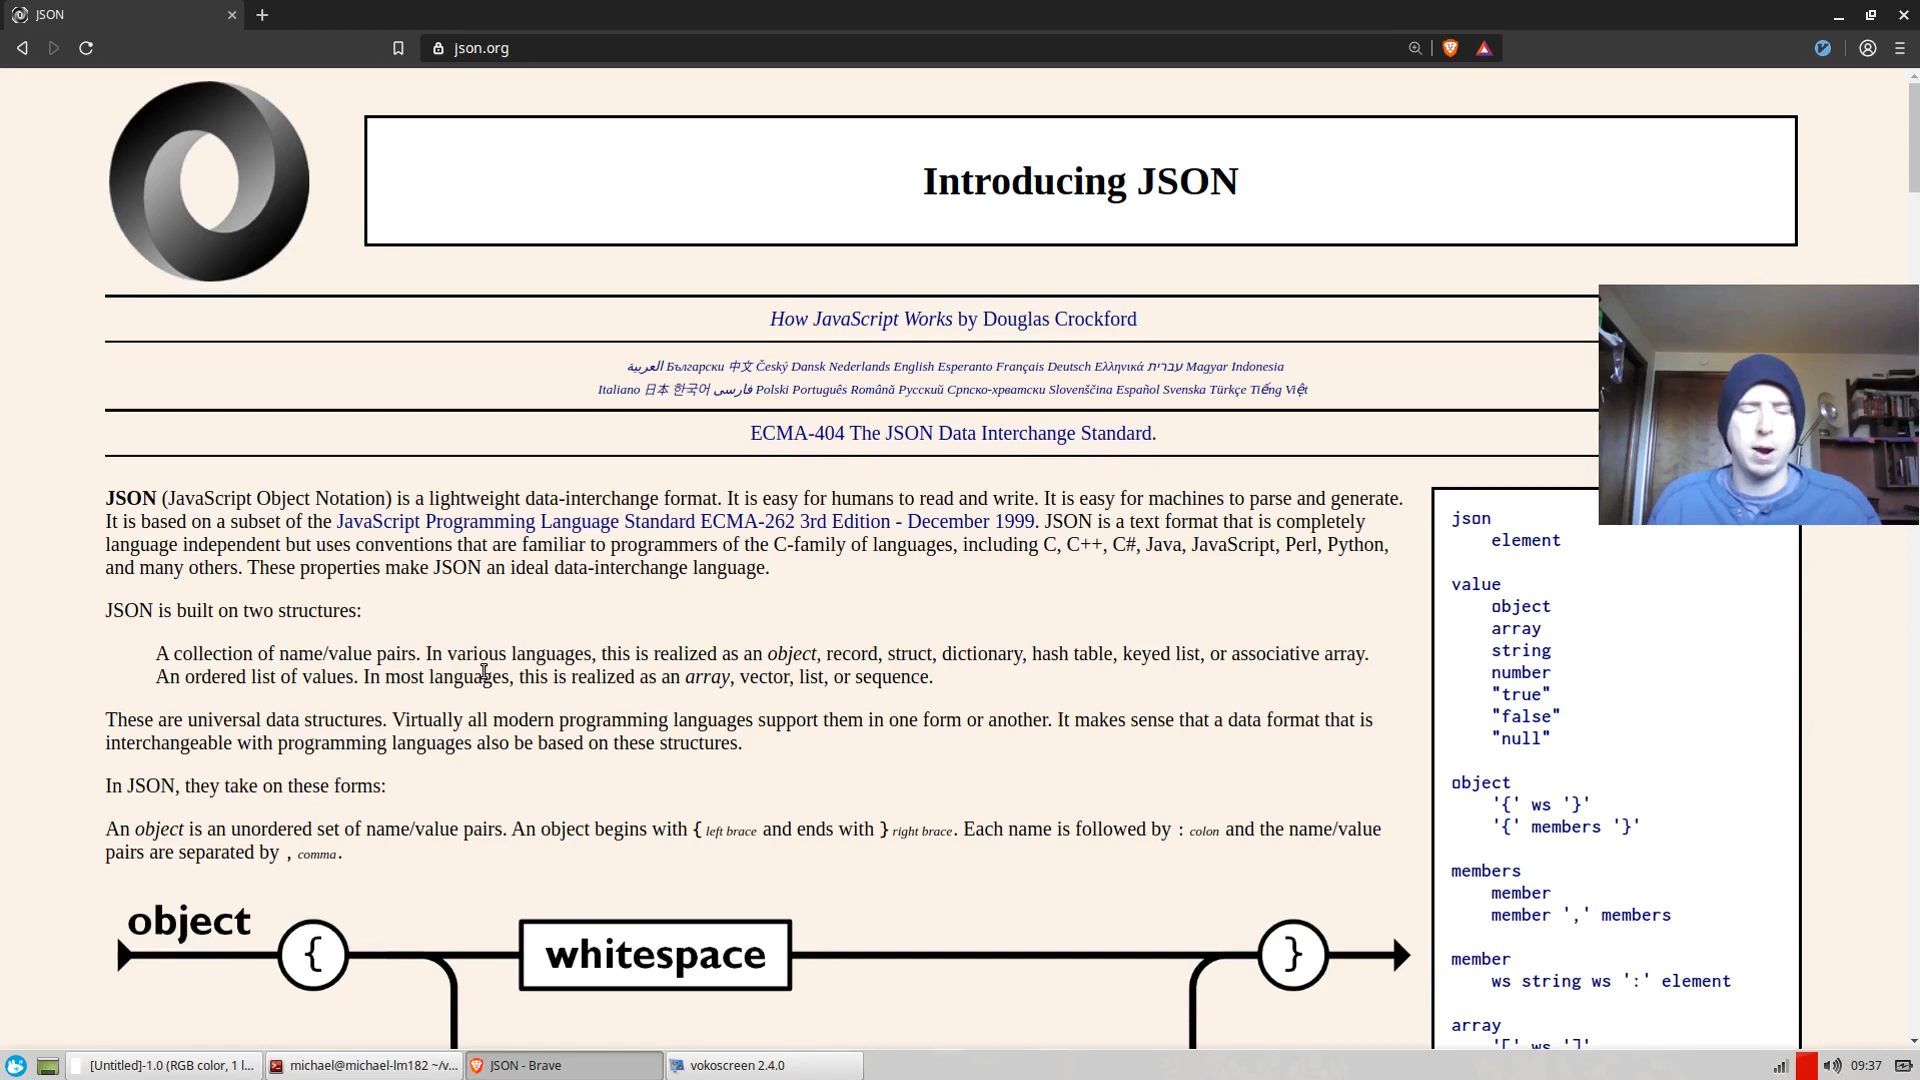 JSON
json.org
Introducing JSON
How JavaScript Works by Douglas Crockford
العربية Български 中文 Český Dansk Nederlands English Esperanto Français Deutsch Ελληνικά עברית Magyar Indonesia
Italiano 日本 한국어 فارسی Polski Português Română Русский Српско-хрватски Slovenščina Español Svenska Türkçe Tiếng Việt
ECMA-404 The JSON Data Interchange Standard.
JSON (JavaScript Object Notation) is a lightweight data-interchange format. It is easy for humans to read and write. It is easy for machines to parse and generate.
It is based on a subset of the JavaScript Programming Language Standard ECMA-262 3rd Edition - December 1999. JSON is a text format that is completely
language independent but uses conventions that are familiar to programmers of the C-family of languages, including C, C++, C#, Java, JavaScript, Perl, Python,
and many others. These properties make JSON an ideal data-interchange language.
JSON is built on two structures:
A collection of name/value pairs. In various languages, this is realized as an object, record, struct, dictionary, hash table, keyed list, or associative array.
An ordered list of values. In most languages, this is realized as an array, vector, list, or sequence.
These are universal data structures. Virtually all modern programming languages support them in one form or another. It makes sense that a data format that is
interchangeable with programming languages also be based on these structures.
In JSON, they take on these forms:
An object is an unordered set of name/value pairs. An object begins with { left brace and ends with } right brace. Each name is followed by : colon and the name/value
pairs are separated by , comma.
object
{
whitespace
}
json
element
value
object
array
string
number
"true"
"false"
"null"
object
'{' ws '}'
'{' members '}'
members
member
member ',' members
member
ws string ws ':' element
array
'[' ws ']'
[Untitled]-1.0 (RGB color, 1 l...
michael@michael-lm182 ~/v...
JSON - Brave
vokoscreen 2.4.0
09:37